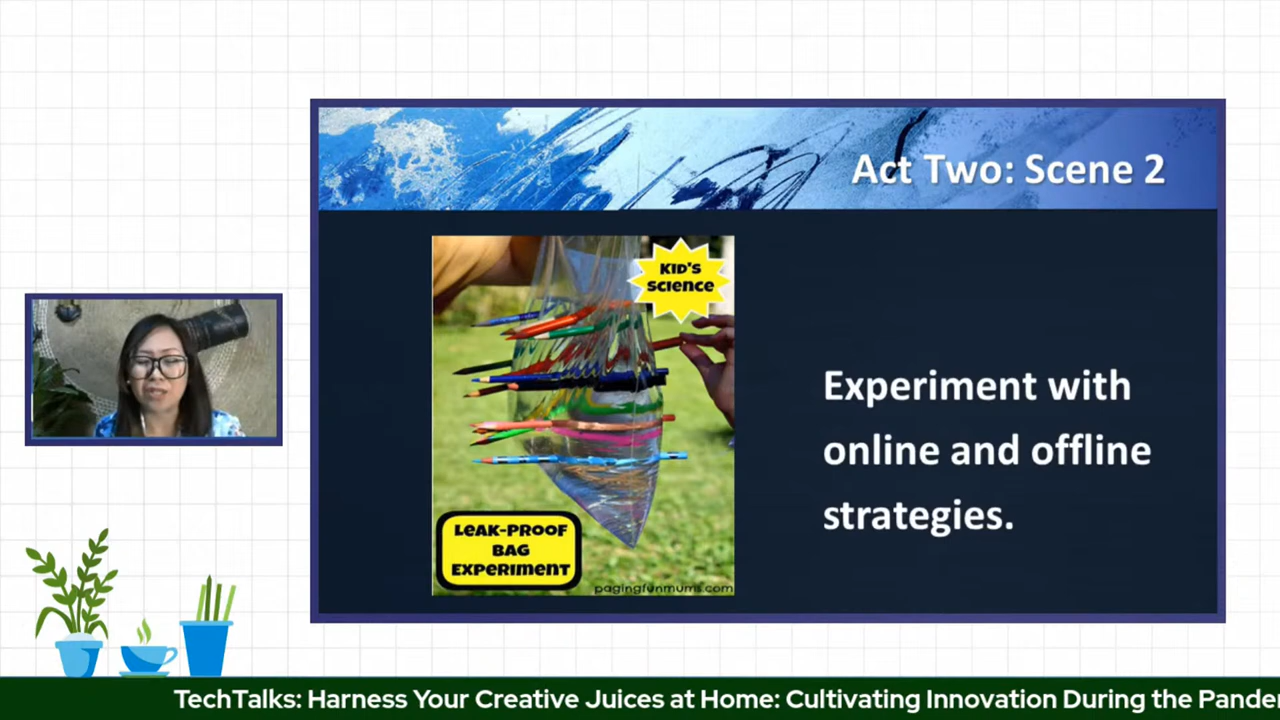 Act Two: Scene 2
KID'S
SCIENCE
Experiment with
online and offline
strategies.
LEAK-PROOF
BAG
EXPERIMENT
pagingfunmums.com
TechTalks: Harness Your Creative Juices at Home: Cultivating Innovation During the Pande